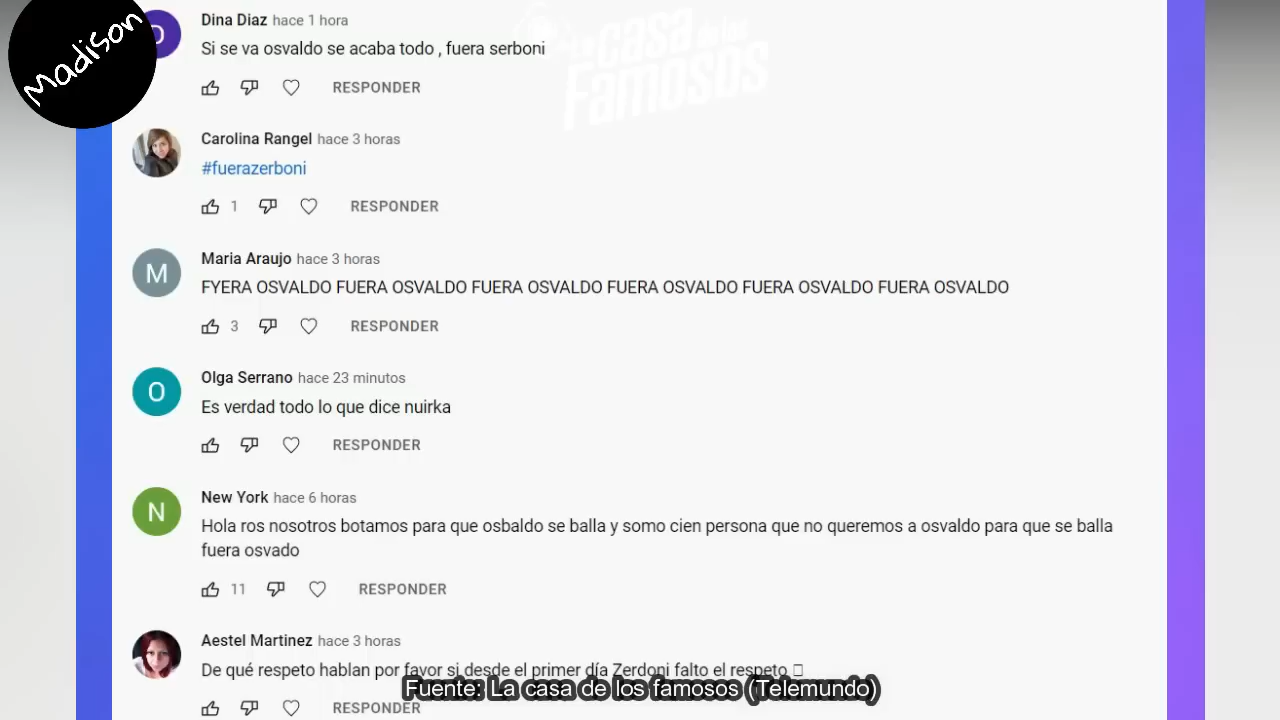 Madison
D
Dina Diaz hace 1 hora
Si se va osvaldo se acaba todo , fuera serboni
RESPONDER
casa de los
Famosos
Carolina Rangel hace 3 horas
#fuerazerboni
1 RESPONDER
M
Maria Araujo hace 3 horas
FYERA OSVALDO FUERA OSVALDO FUERA OSVALDO FUERA OSVALDO FUERA OSVALDO FUERA OSVALDO
3 RESPONDER
O
Olga Serrano hace 23 minutos
Es verdad todo lo que dice nuirka
RESPONDER
N
New York hace 6 horas
Hola ros nosotros botamos para que osbaldo se balla y somo cien persona que no queremos a osvaldo para que se balla
fuera osvado
11 RESPONDER
Aestel Martinez hace 3 horas
De qué respeto hablan por favor si desde el primer día Zerdoni falto el respeto
Fuente: La casa de los famosos (Telemundo)
RESPONDER